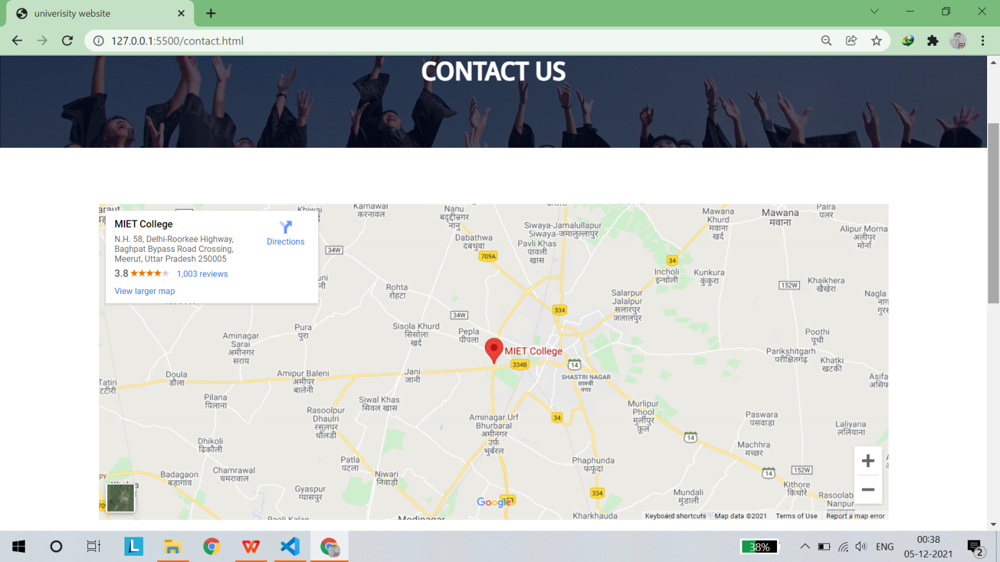 univerisity website
127.0.0.1:5500/contact.html
CONTACT US
MIET College
N.H. 58, Delhi-Roorkee Highway,
Baghpat Bypass Road Crossing,
Meerut, Uttar Pradesh 250005
3.8
1,003 reviews
Directions
View larger map
Khiwai
Karnawal
करनावल
Nanu
बद्दीन्नगर
नानु
Siwaya-Jamalullapur
Siwaya-जमालुल्लापुर
Mawana
Khurd
मवाना
खुर्द
Mawana
मवाना
Palra
पलर
Alipur Morna
अलीपुर
मोर्ना
Dabathwa
दबथुवा
Pavli Khas
पावली
खास
34W
709A
34
Incholi
इन्चोली
Kunkura
कुंकुरा
152W
Khaikhera
खैखेरा
Nagla
Rohta
रोहटा
Salarpur
Jalalpur
सलारपुर
जलालपुर
334
34W
Pura
पुरा
Sisola Khurd
सिसोला
खुर्द
Pepla
पीपला
Aminagar
Sarai
अमीनगर
सराय
Poothi
पूथी
MIET College
334B
14
Parikshitgarh
परीक्षितगढ़
Khatki
खटकी
Doula
डौला
Amipur Baleni
अमीपुर
बालेनी
Jani
जानी
SHASTRI NAGAR
शास्त्री
नगर
Tatiri
टटीरी
Pilana
पिलाना
Siwal Khas
सिवल खास
Rasoolpur
Dhaulri
रसूलपुर
धौलडी
Aminagar Urf
Bhurbaral
अमीनगर
उर्फ़
भुर्बरल
34
Murlipur
Phool
मुर्लीपुर
फूल
Paswara
पसवाड़ा
Laliyana
ललियाना
14
Dhikoli
ढिकौली
Machhra
मच्छर
Patla
पटला
Phaphunda
फफूंदा
14
152W
Badagaon
बड़ागांव
Chamrawal
चमरावाल
Niwari
निवाड़ी
Kithore
किथोरे
Gyaspur
ग्यासपुर
334
Mundali
मुंडाली
Rasoolab
Nanpur
Google
Kharkhauda
Keyboard shortcuts
Map data ©2021
Terms of Use
Report a map error
38%
ENG
00:38
05-12-2021
2